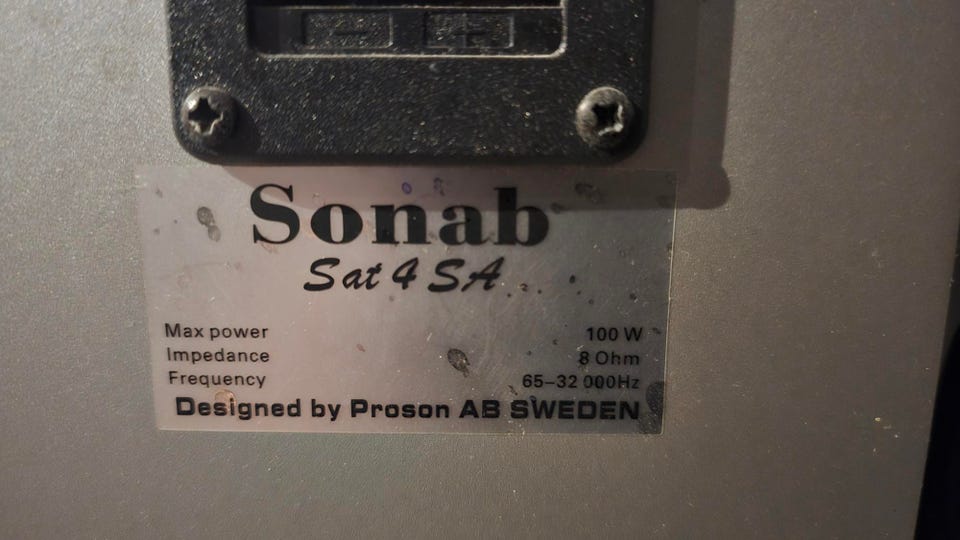 − +
Sonab
Sat 4 SA
Max power 100 W
Impedance 8 Ohm
Frequency 65–32 000Hz
Designed by Proson AB SWEDEN